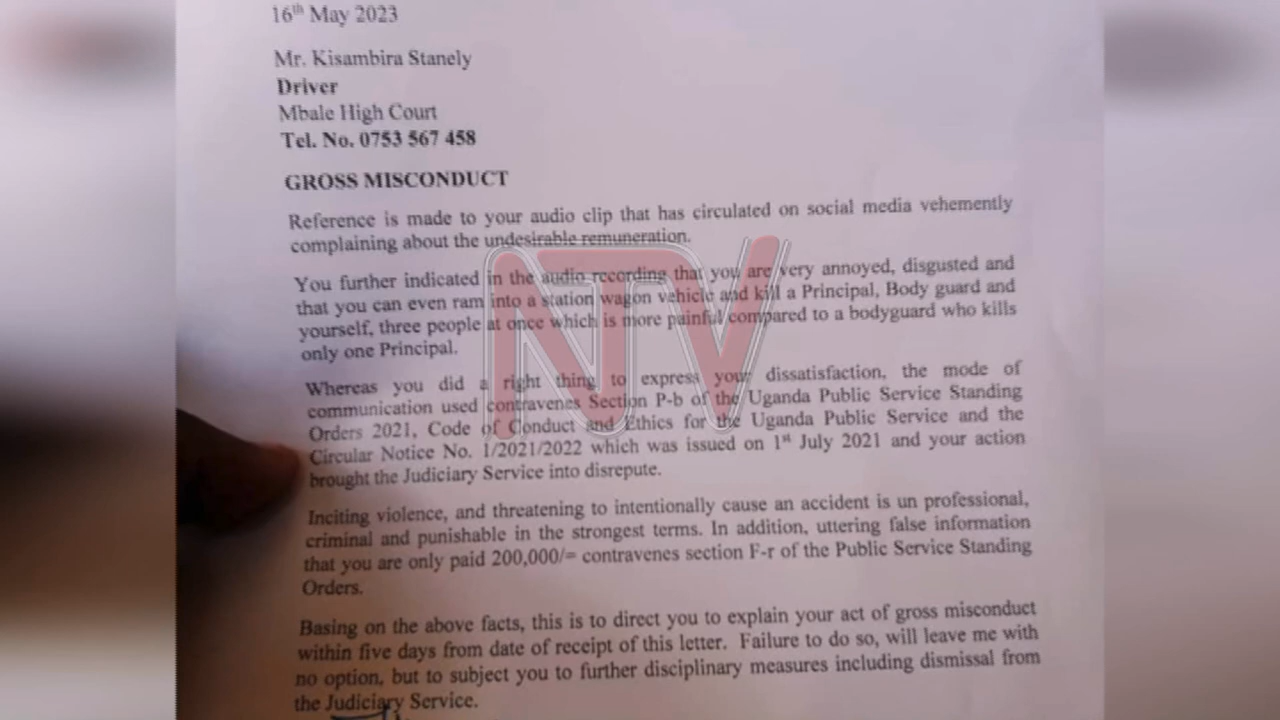 16th May 2023
Mr. Kisambira Stanely
Driver
Mbale High Court
Tel. No. 0753 567 458
GROSS MISCONDUCT
Reference is made to your audio clip that has circulated on social media vehemently
complaining about the undesirable remuneration.
You further indicated in the audio recording that you are very annoyed, disgusted and
that you can even ram into a station wagon vehicle and kill a Principal, Body guard and
yourself, three people at once which is more painful compared to a bodyguard who kills
only one Principal.
Whereas you did a right thing to express your dissatisfaction, the mode of
communication used contravenes Section P-b of the Uganda Public Service Standing
Orders 2021, Code of Conduct and Ethics for the Uganda Public Service and the
Circular Notice No. 1/2021/2022 which was issued on 1st July 2021 and your action
brought the Judiciary Service into disrepute.
Inciting violence, and threatening to intentionally cause an accident is un professional,
criminal and punishable in the strongest terms. In addition, uttering false information
that you are only paid 200,000/= contravenes section F-r of the Public Service Standing
Orders.
Basing on the above facts, this is to direct you to explain your act of gross misconduct
within five days from date of receipt of this letter. Failure to do so, will leave me with
no option, but to subject you to further disciplinary measures including dismissal from
the Judiciary Service.
NTV